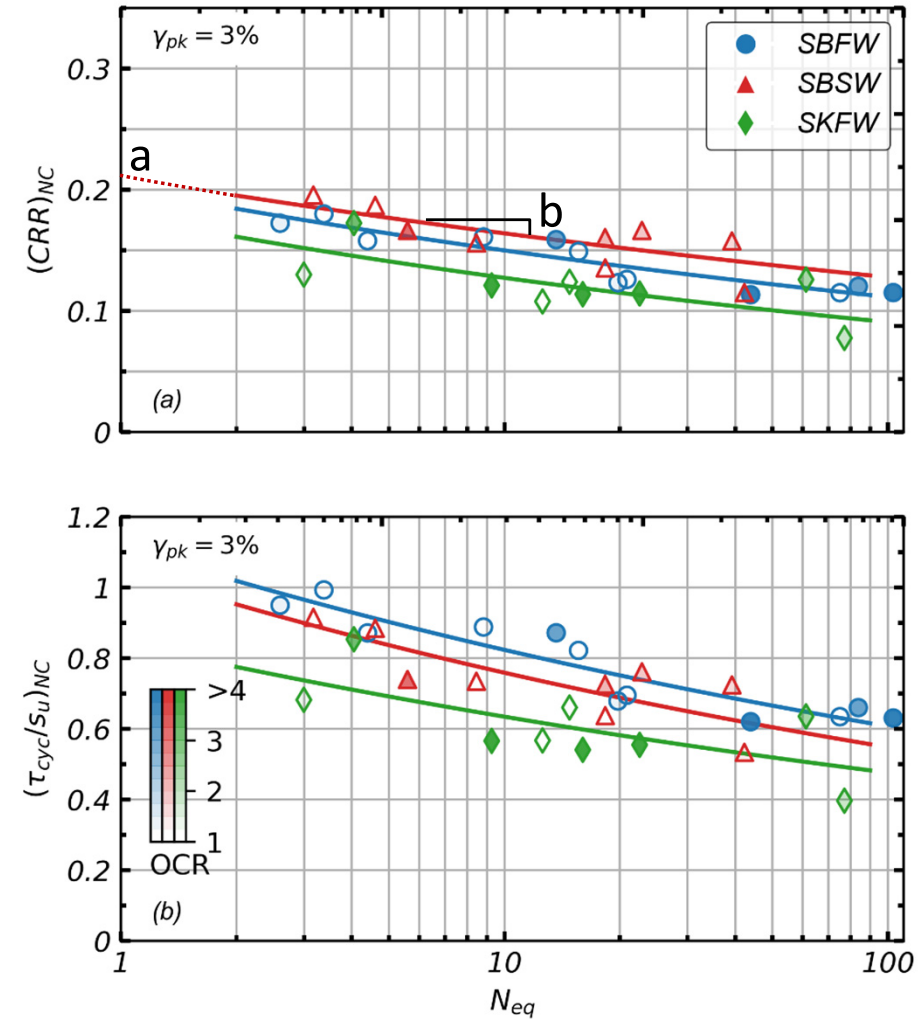 γpk = 3%
SBFW
SBSW
SKFW
a
b
(CRR)NC
0.3
0.2
0.1
0
(a)
γpk = 3%
(τcyc/su)NC
1.2
1
0.8
0.6
0.4
0.2
0
>4
3
2
1
OCR
(b)
1
10
100
Neq